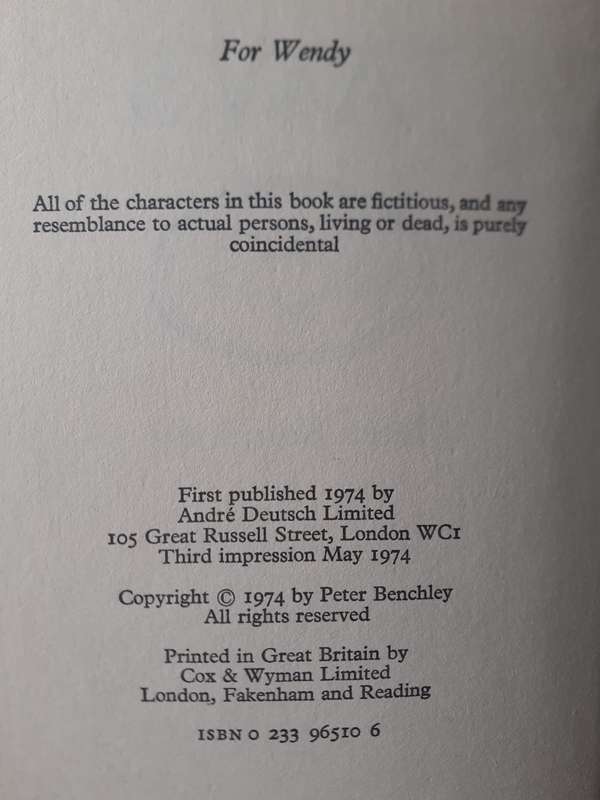 For Wendy
All of the characters in this book are fictitious, and any
resemblance to actual persons, living or dead, is purely
coincidental
First published 1974 by
André Deutsch Limited
105 Great Russell Street, London WC1
Third impression May 1974
Copyright © 1974 by Peter Benchley
All rights reserved
Printed in Great Britain by
Cox & Wyman Limited
London, Fakenham and Reading
ISBN 0 233 96510 6